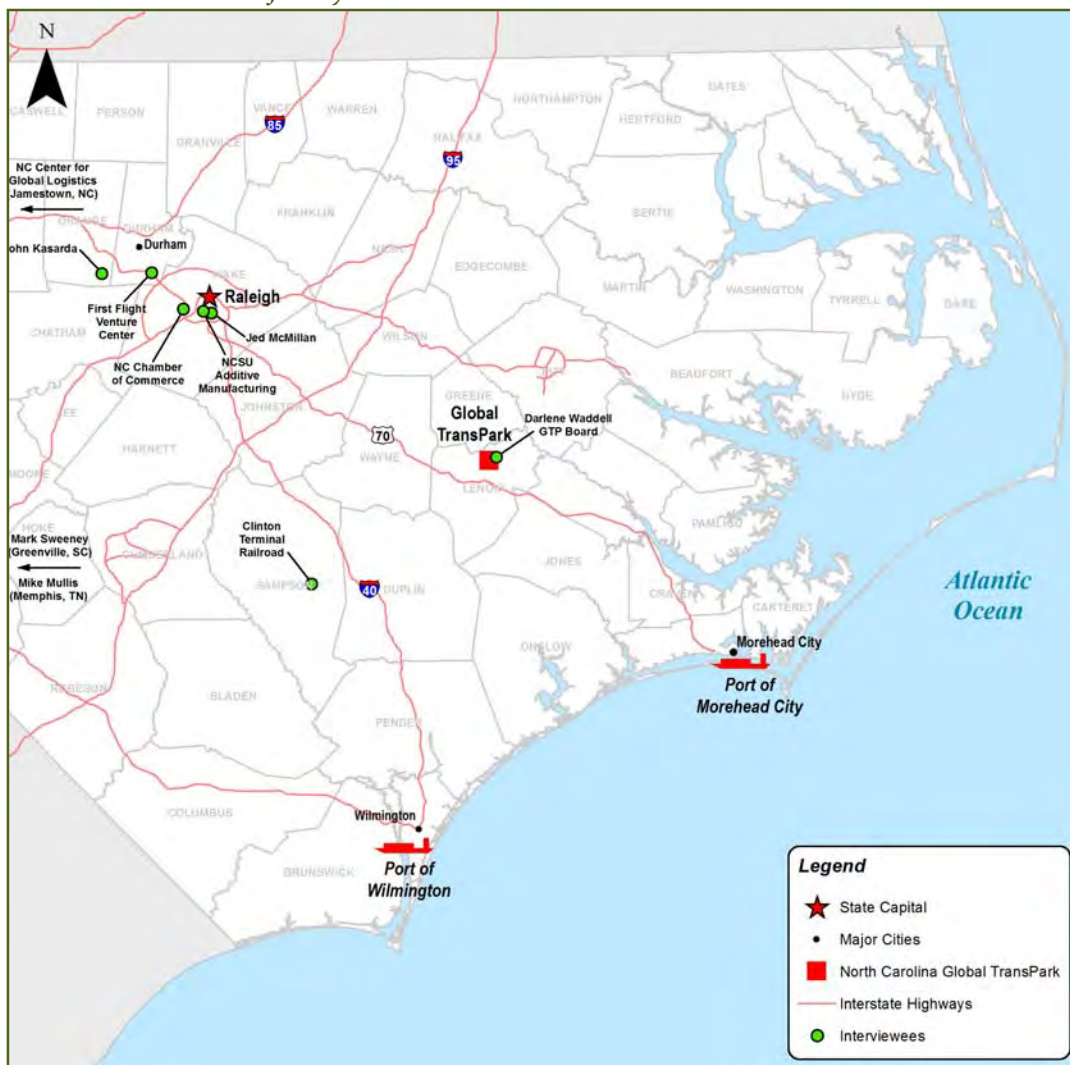 N
CASWELL
PERSON
GRANVILLE
VANCE
WARREN
NORTHAMPTON
GATES
HERTFORD
HALIFAX
85
95
NC Center for
Global Logistics
Jamestown, NC)
ORANGE
DURHAM
Durham
FRANKLIN
NASH
BERTIE
ohn Kasarda
EDGECOMBE
WAKE
Raleigh
MARTIN
WASHINGTON
TYRRELL
DARE
First Flight
Venture
Center
CHATHAM
Jed McMillan
NC Chamber
of Commerce
NCSU
Additive
Manufacturing
WILSON
PITT
BEAUFORT
HYDE
GREENE
LEE
JOHNSTON
Global
TransPark
Darlene Waddell
GTP Board
HARNETT
70
WAYNE
LENOIR
MOORE
PAMLICO
HOKE
Mark Sweeney
(Greenville, SC)
Mike Mullis
(Memphis, TN)
CUMBERLAND
Clinton
Terminal
Railroad
SAMPSON
40
DUPLIN
JONES
CRAVEN
CARTERET
Atlantic
Ocean
ONSLOW
Morehead City
Port of
Morehead City
ROBESON
BLADEN
PENDER
COLUMBUS
Wilmington
BRUNSWICK
Port of
Wilmington
Legend
State Capital
Major Cities
North Carolina Global TransPark
Interstate Highways
Interviewees